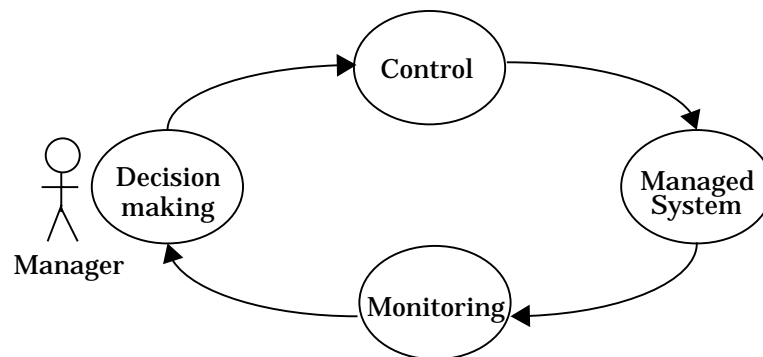 Control
Decision
making
Managed
System
Manager
Monitoring